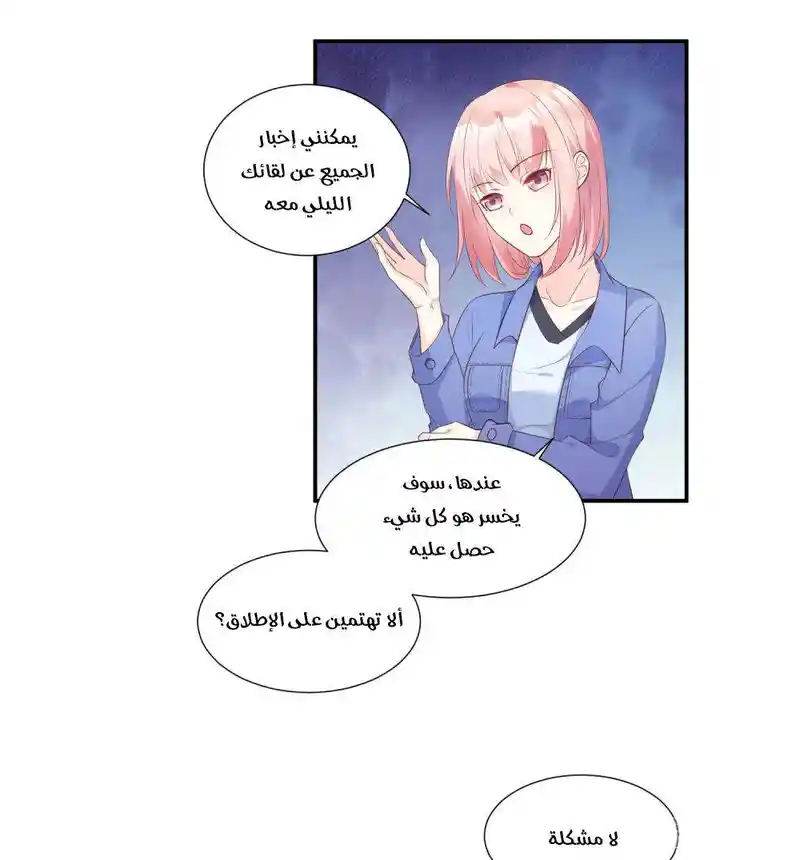 يمكنني إخبار
الجميع عن لقائك
الليلي معه
عندها، سوف
يخسر هو كل شيء
حصل عليه
ألا تهتمين على الإطلاق؟
لا مشكلة